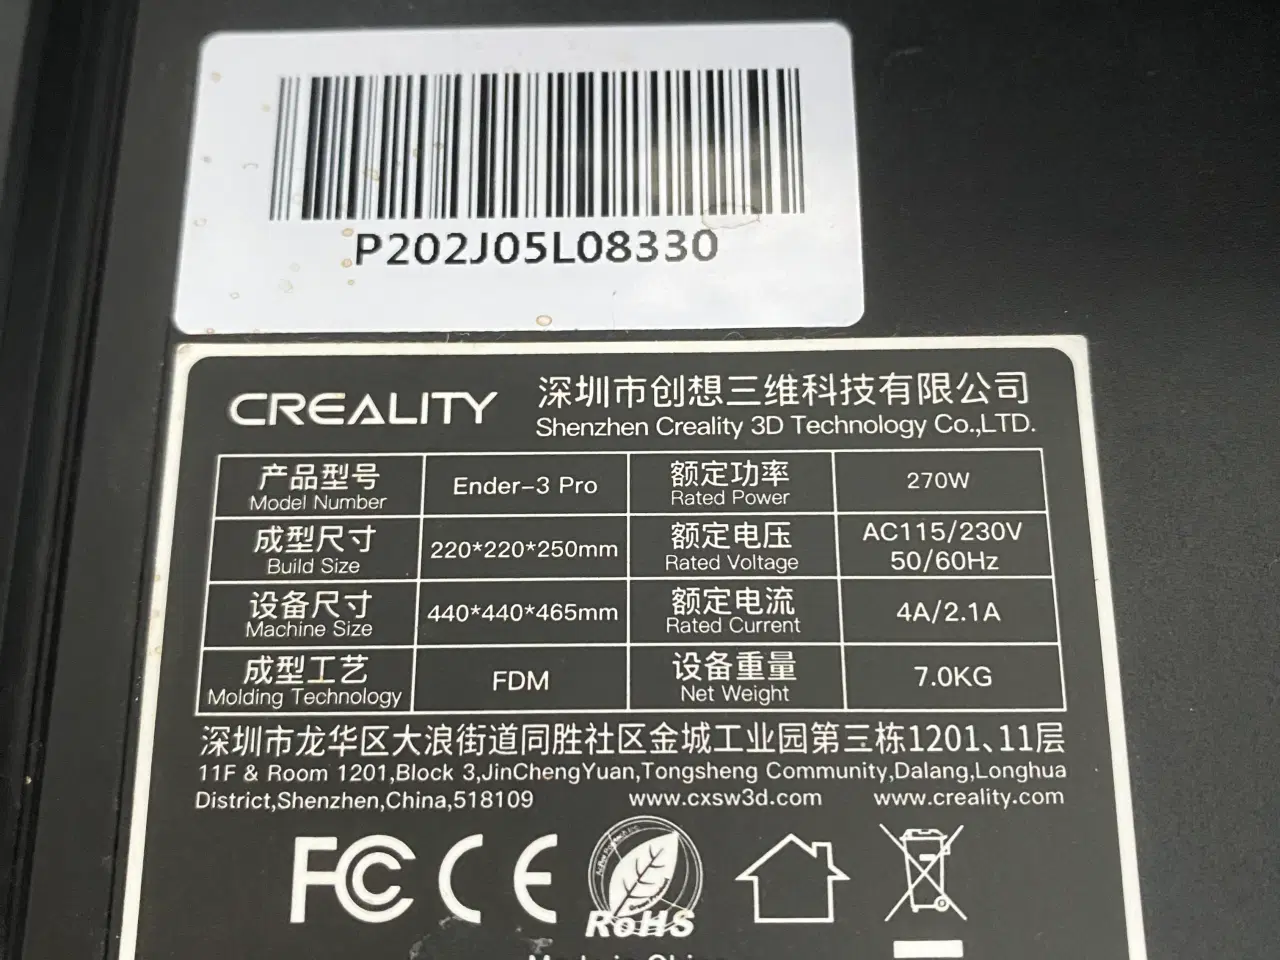 P202J05L08330
CREALITY
深圳市创想三维科技有限公司
Shenzhen Creality 3D Technology Co.,LTD.
产品型号
Model Number
Ender-3 Pro
额定功率
Rated Power
270W
成型尺寸
Build Size
220*220*250mm
额定电压
Rated Voltage
AC115/230V
50/60Hz
设备尺寸
Machine Size
440*440*465mm
额定电流
Rated Current
4A/2.1A
成型工艺
Molding Technology
FDM
设备重量
Net Weight
7.0KG
深圳市龙华区大浪街道同胜社区金城工业园第三栋1201、11层
11F & Room 1201,Block 3,JinChengYuan,Tongsheng Community,Dalang,Longhua
District,Shenzhen,China,518109 www.cxsw3d.com www.creality.com
FC CE
RoHS